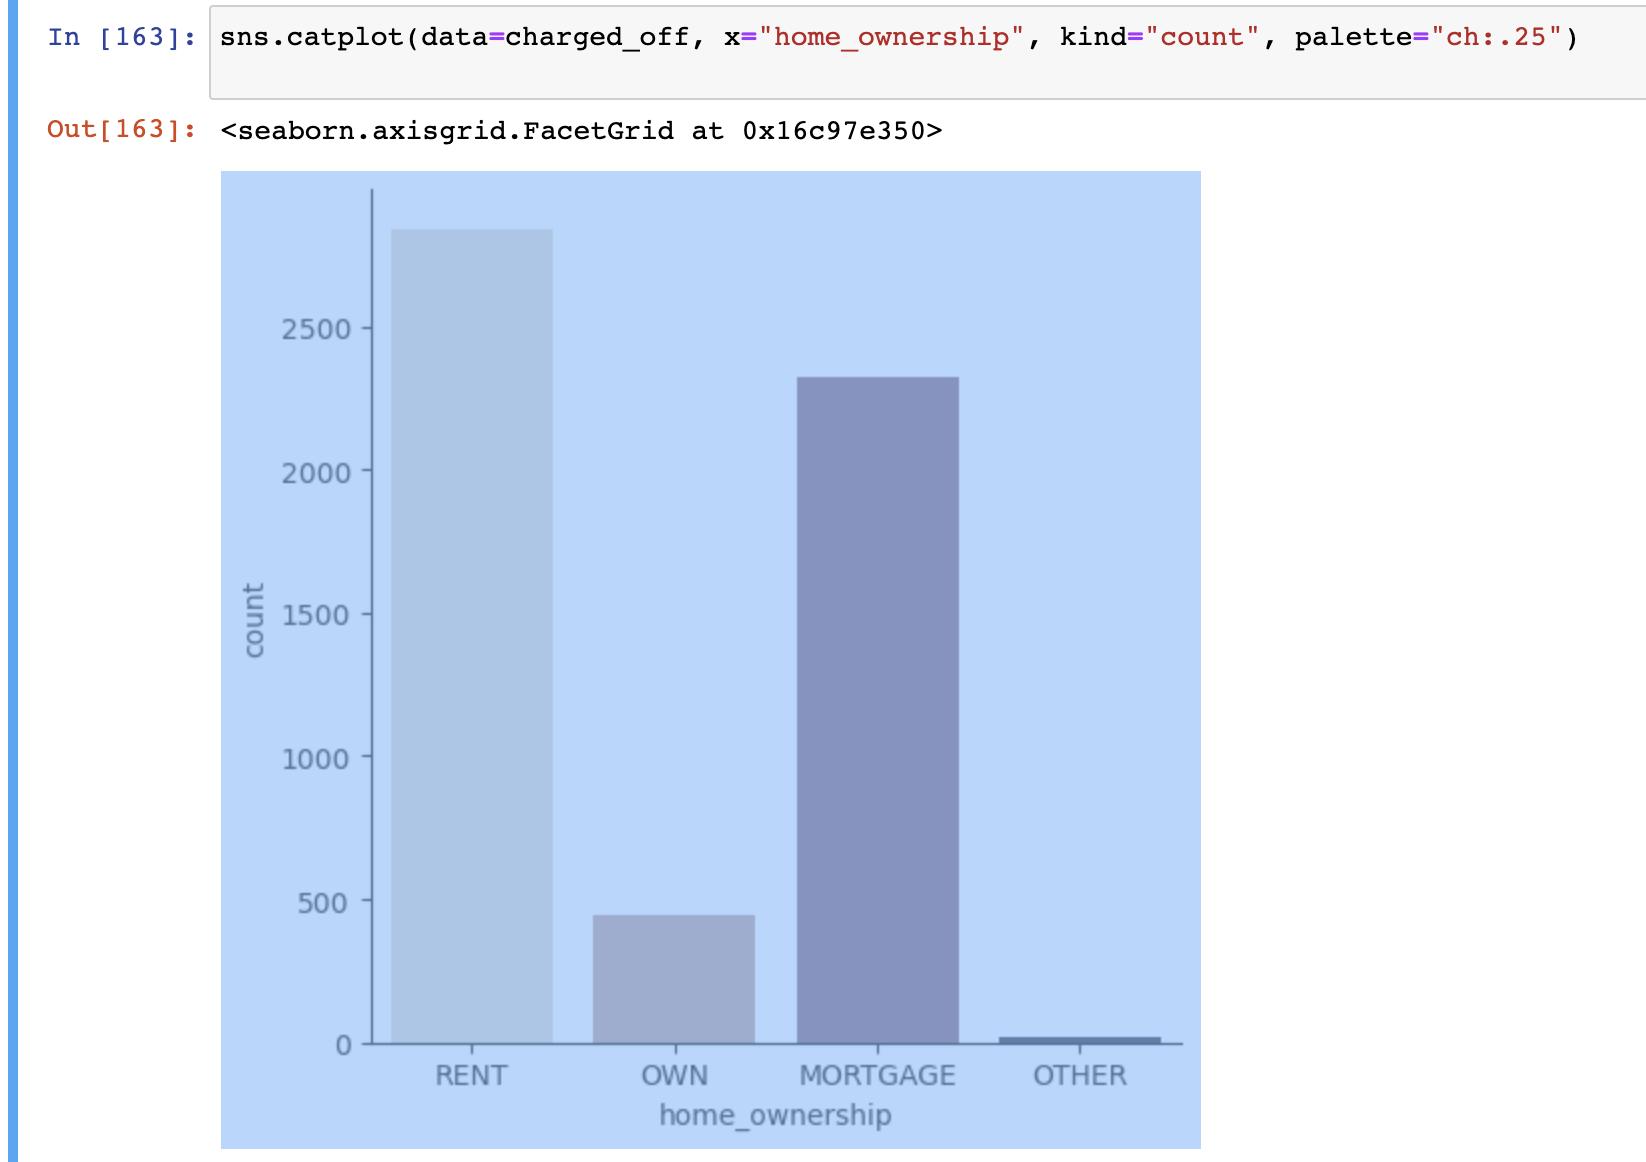 In [163]: sns.catplot(data=charged_off, x="home_ownership", kind="count", palette="ch:.25")
Out[163]: <seaborn.axisgrid.FacetGrid at 0x16c97e350>
2500
2000
1500
1000
500
0
count
RENT OWN MORTGAGE OTHER
home_ownership